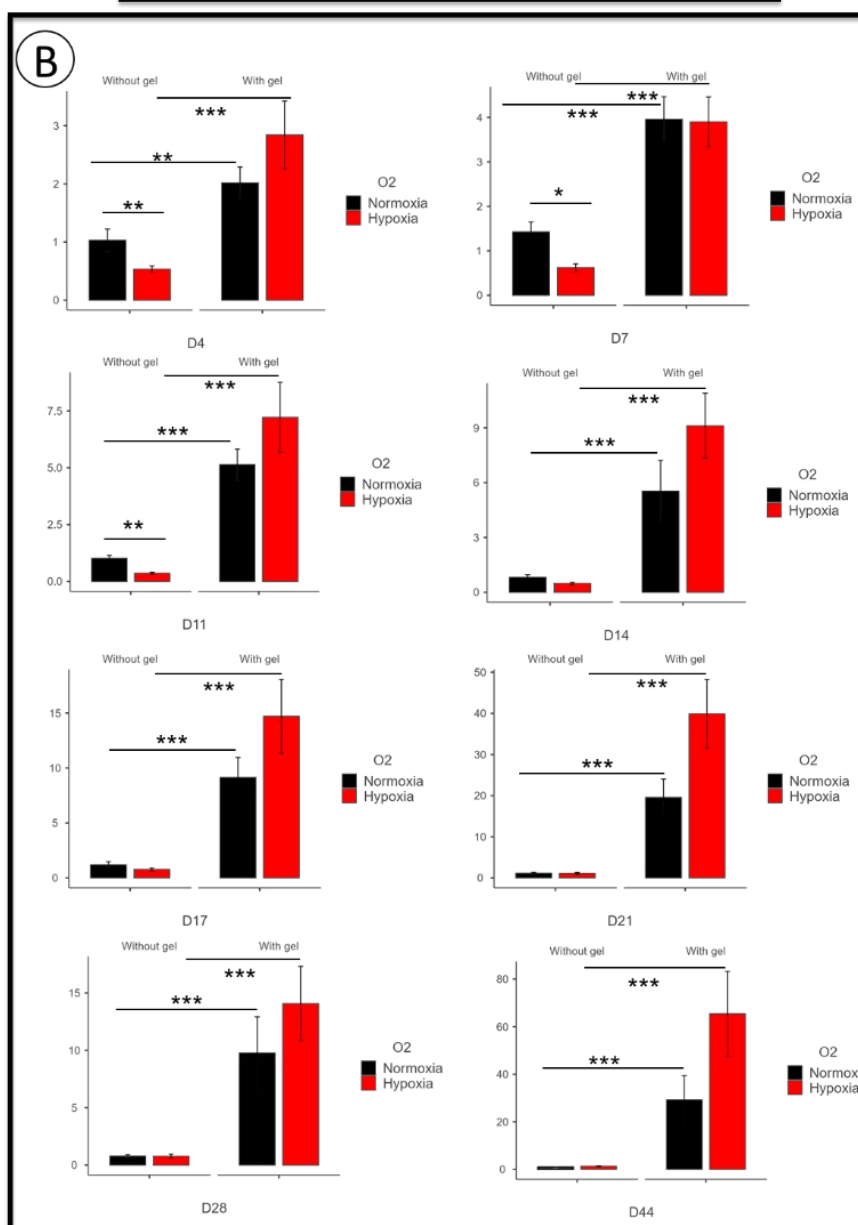 B
Without gel With gel
***
**
**
3
2
1
0
O2
Normoxia
Hypoxia
D4
Without gel With gel
***
***
*
4
3
2
1
0
O2
Normoxia
Hypoxia
D7
Without gel With gel
***
***
**
7.5
5.0
2.5
0.0
O2
Normoxia
Hypoxia
D11
Without gel With gel
***
***
9
6
3
0
O2
Normoxia
Hypoxia
D14
Without gel With gel
***
***
15
10
5
0
O2
Normoxia
Hypoxia
D17
Without gel With gel
***
***
50
40
30
20
10
0
O2
Normoxia
Hypoxia
D21
Without gel With gel
***
***
15
10
5
0
O2
Normoxia
Hypoxia
D28
Without gel With gel
***
***
80
60
40
20
0
O2
Normoxia
Hypoxia
D44